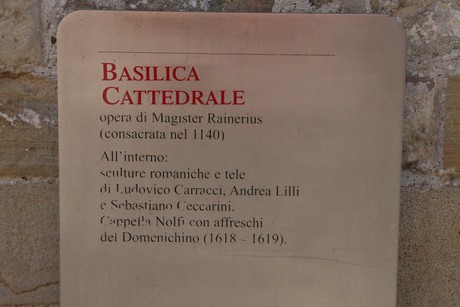 BASILICA
CATTEDRALE
opera di Magister Rainerius
(consacrata nel 1140)
All'interno:
sculture romaniche e tele
di Ludovico Carracci, Andrea Lilli
e Sebastiano Ceccarini.
Cappella Nolfi con affreschi
del Domenichino (1618 ~ 1619).